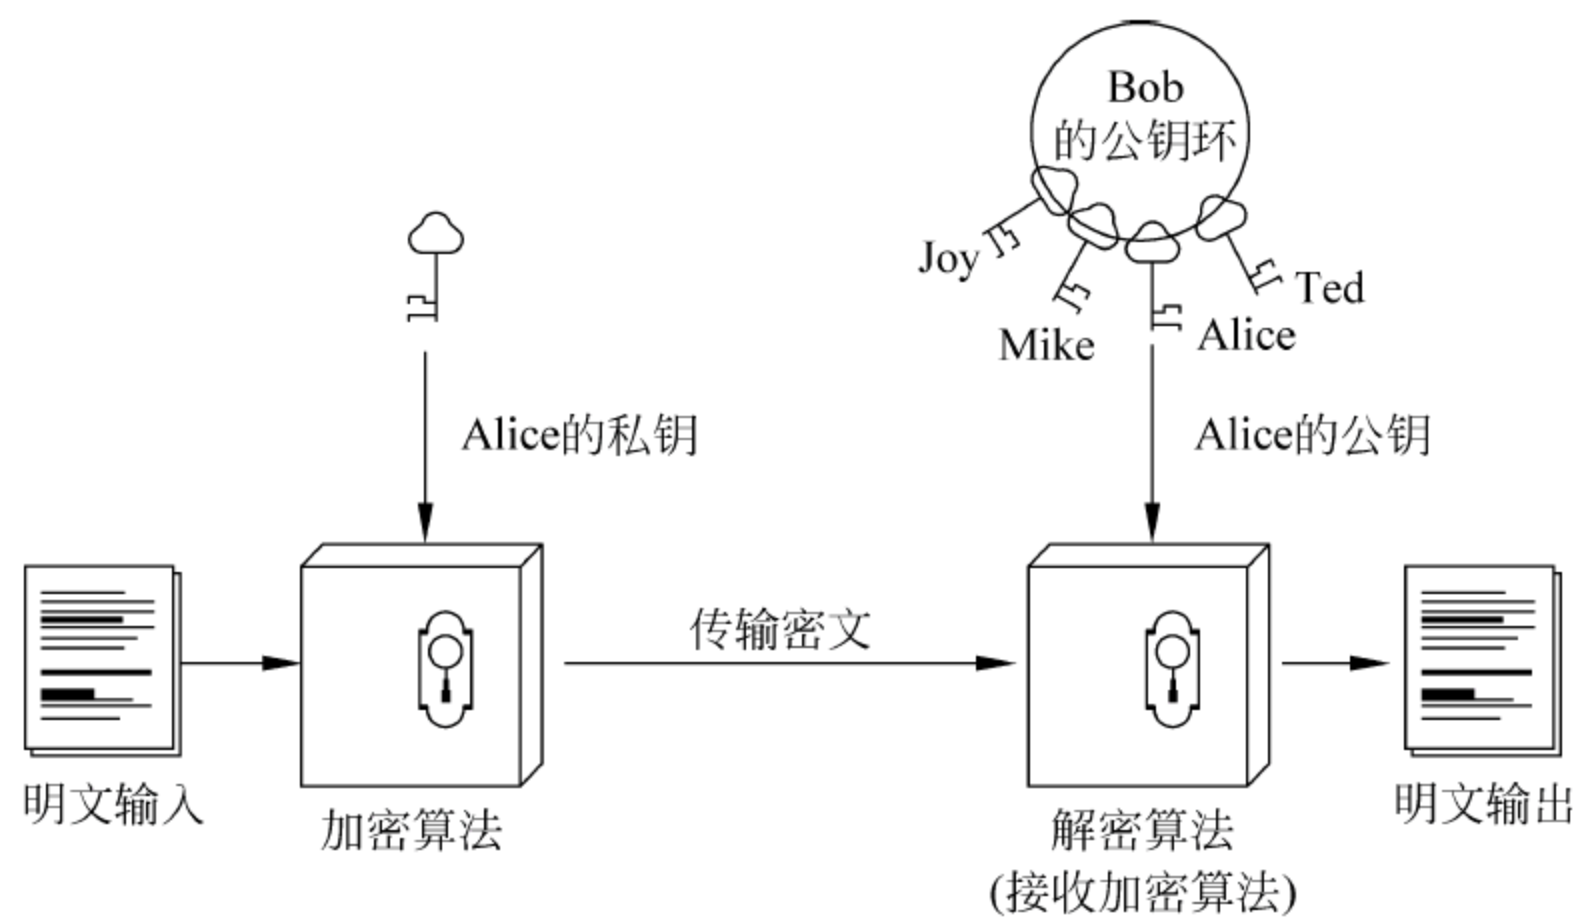 Bob
的公钥环
Joy
Mike
Alice
Ted
Alice的私钥
Alice的公钥
传输密文
明文输入
加密算法
解密算法
(接收加密算法)
明文输出